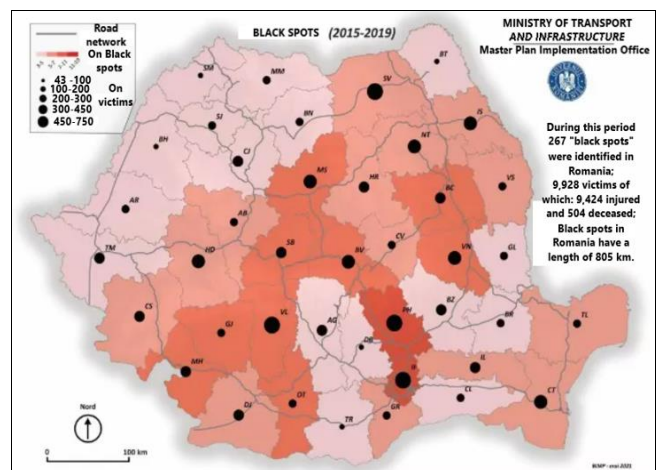 Road
network
On Black
spots
43 -100
100-200
200-300
300-450
450-750
On
victims
BLACK SPOTS (2015-2019)
MINISTRY OF TRANSPORT
AND INFRASTRUCTURE
Master Plan Implementation Office
During this period
267 "black spots"
were identified in
Romania;
9,928 victims of
which: 9,424 injured
and 504 deceased;
Black spots in
Romania have a
length of 805 km.
SM
MM
BT
SV
BN
SJ
IS
BH
CJ
NT
MS
HR
BC
VS
AR
AB
TM
HD
SB
BV
CV
VN
GL
CS
GJ
VL
AG
PH
BZ
BR
TL
DB
MH
IF
IL
DJ
OT
TR
GR
CL
CT
Nord
0
100 km